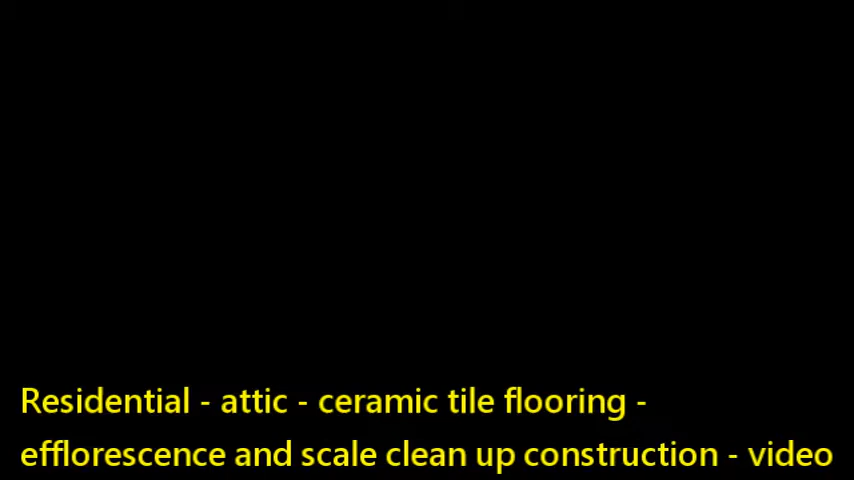 Residential - attic - ceramic tile flooring -
efflorescence and scale clean up construction - video